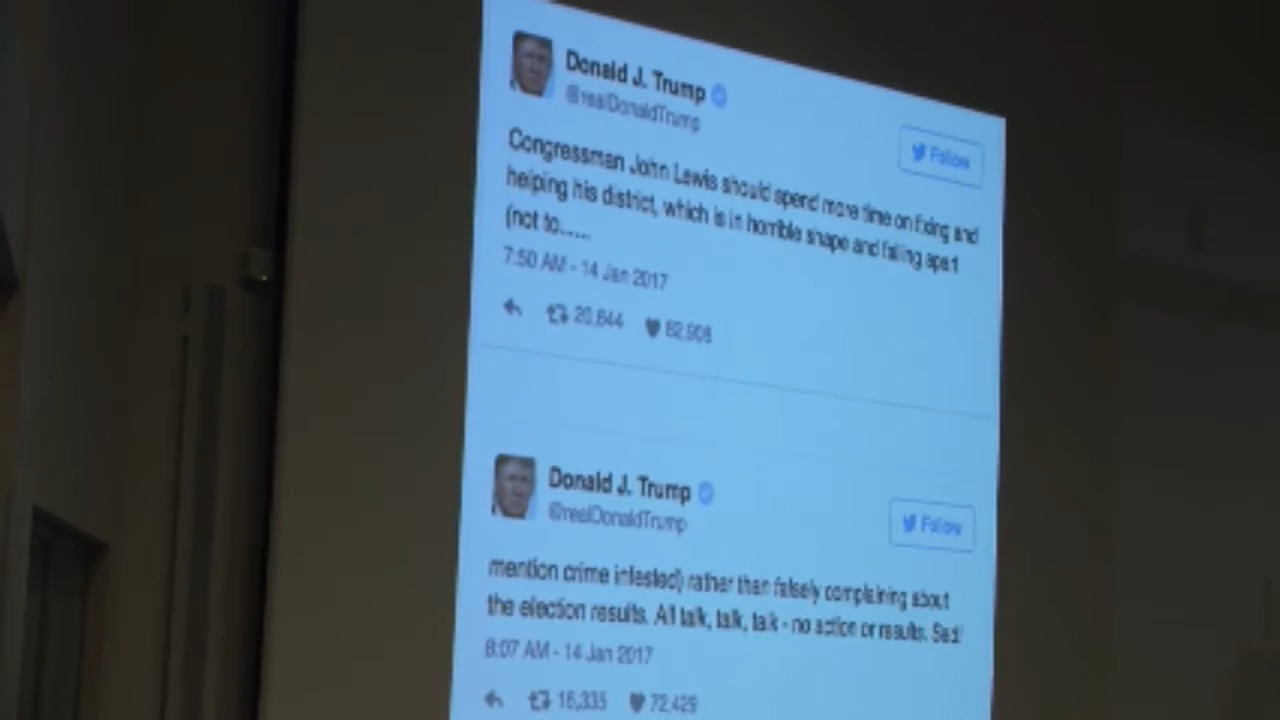 Donald J. Trump
@realDonaldTrump
Follow
Congressman John Lewis should spend more time on fixing and
helping his district, which is in horrible shape and falling apart
(not to.....
7:50 AM - 14 Jan 2017
20,644 62,908
Donald J. Trump
@realDonaldTrump
Follow
mention crime infested) rather than falsely complaining about
the election results. All talk, talk, talk - no action or results. Sad!
8:07 AM - 14 Jan 2017
16,335 72,429